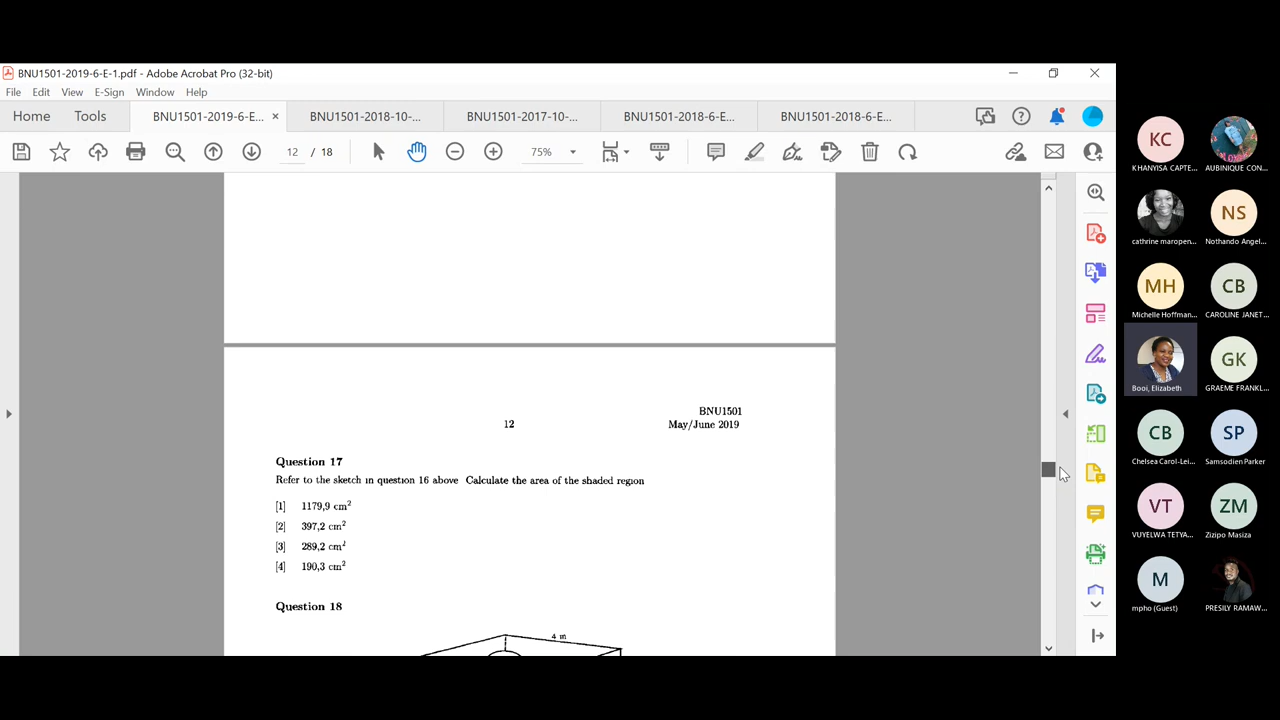 BNU1501-2019-6-E-1.pdf - Adobe Acrobat Pro (32-bit)
File Edit View E-Sign Window Help
Home Tools BNU1501-2019-6-E... × BNU1501-2018-10-... BNU1501-2017-10-... BNU1501-2018-6-E... BNU1501-2018-6-E...
12 / 18 75%
BNU1501
12 May/June 2019
Question 17
Refer to the sketch in question 16 above Calculate the area of the shaded region
[1] 1179,9 cm²
[2] 397,2 cm²
[3] 289,2 cm²
[4] 190,3 cm²
Question 18
4 m
KC
KHANYISA CAPTE... AUBINIQUE CON...
NS
cathrine maropen... Nothando Angel...
MH CB
Michelle Hoffman... CAROLINE JANET...
GK
Booi, Elizabeth GRAEME FRANKL...
CB SP
Chelsea Carol-Lei... Samsodien Parker
VT ZM
VUYELWA TETYA... Zizipo Masiza
M
mpho (Guest) PRESILY RAMAW...